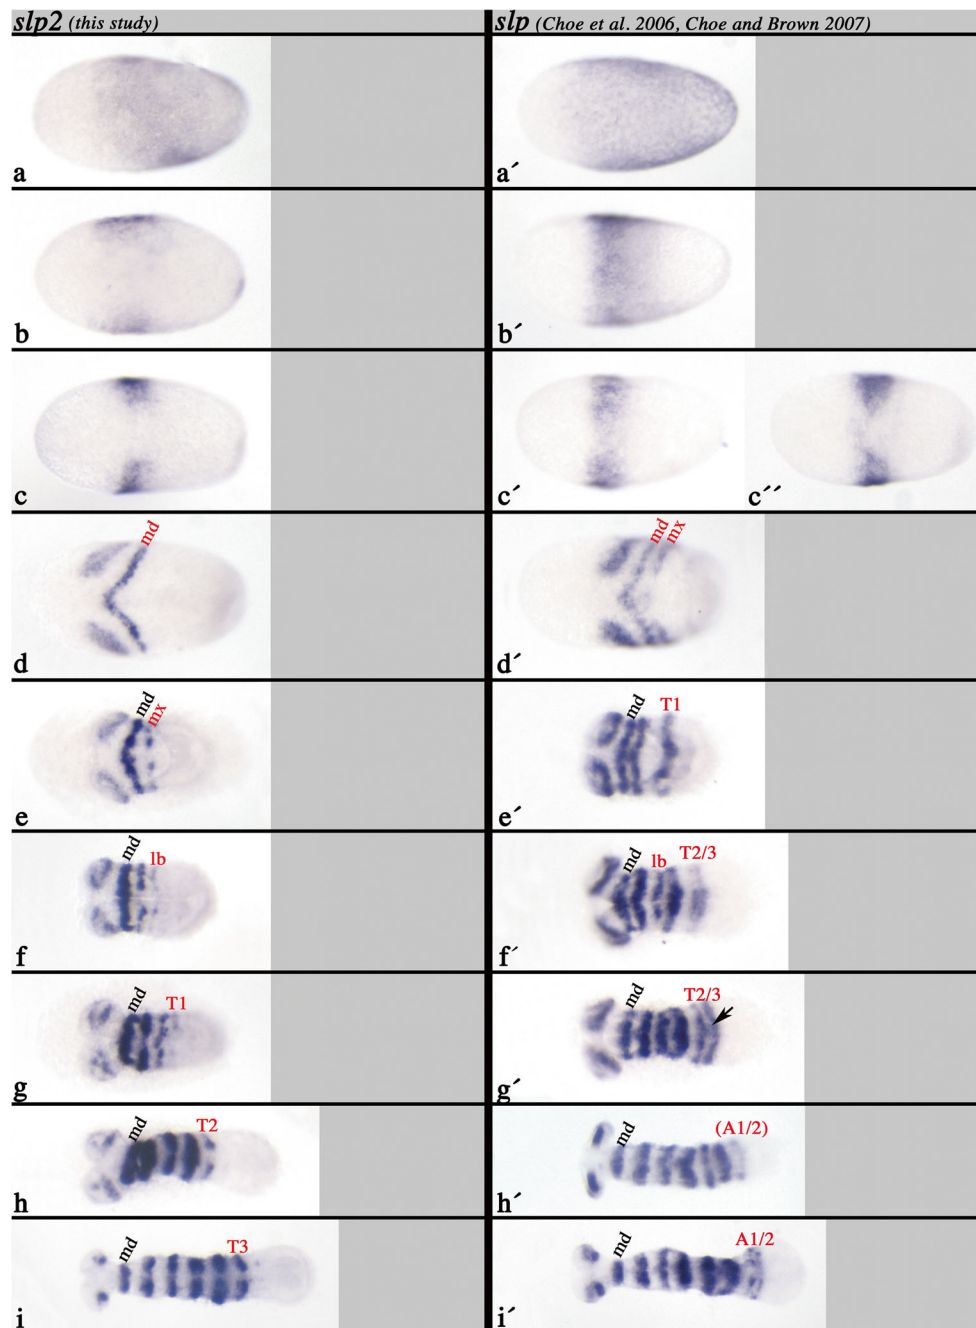 slp2 (this study)
slp (Choe et al. 2006, Choe and Brown 2007)
a
a´
b
b´
c
c´
c´´
md
d
md
mx
d´
md
mx
e
md
T1
e´
md
lb
f
md
lb
T2/3
f´
md
T1
g
md
T2/3
g´
md
T2
h
md
(A1/2)
h´
md
T3
i
md
A1/2
i´